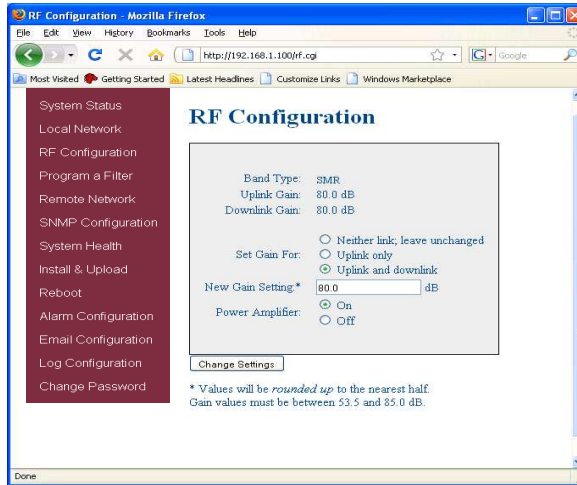 RF Configuration - Mozilla Firefox
File Edit View History Bookmarks Tools Help
http://192.168.1.100/rf.cgi
G Google
Most Visited Getting Started Latest Headlines Customize Links Windows Marketplace
System Status
Local Network
RF Configuration
Program a Filter
Remote Network
SNMP Configuration
System Health
Install & Upload
Reboot
Alarm Configuration
Email Configuration
Log Configuration
Change Password
RF Configuration
Band Type: SMR
Uplink Gain: 80.0 dB
Downlink Gain: 80.0 dB
Set Gain For:
Neither link; leave unchanged
Uplink only
Uplink and downlink
New Gain Setting:* 80.0 dB
Power Amplifier:
On
Off
Change Settings
* Values will be rounded up to the nearest half.
Gain values must be between 53.5 and 85.0 dB.
Done